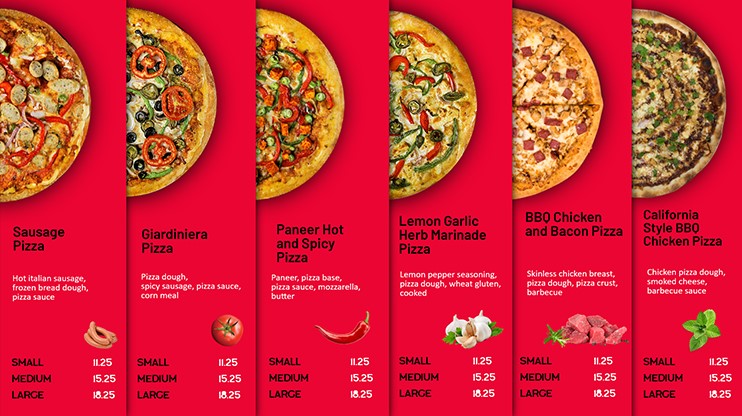 Sausage
Pizza
Hot italian sausage,
frozen bread dough,
pizza sauce
SMALL 11.25
MEDIUM 15.25
LARGE 18.25
Giardiniera
Pizza
Pizza dough,
spicy sausage, pizza sauce,
corn meal
SMALL 11.25
MEDIUM 15.25
LARGE 18.25
Paneer Hot
and Spicy
Pizza
Paneer, pizza base,
pizza sauce, mozzarella,
butter
SMALL 11.25
MEDIUM 15.25
LARGE 18.25
Lemon Garlic
Herb Marinade
Pizza
Lemon pepper seasoning,
pizza dough, wheat gluten,
cooked
SMALL 11.25
MEDIUM 15.25
LARGE 18.25
BBQ Chicken
and Bacon Pizza
Skinless chicken breast,
pizza dough, pizza crust,
barbecue
SMALL 11.25
MEDIUM 15.25
LARGE 18.25
California
Style BBQ
Chicken Pizza
Chicken pizza dough,
smoked cheese,
barbecue sauce
SMALL 11.25
MEDIUM 15.25
LARGE 18.25